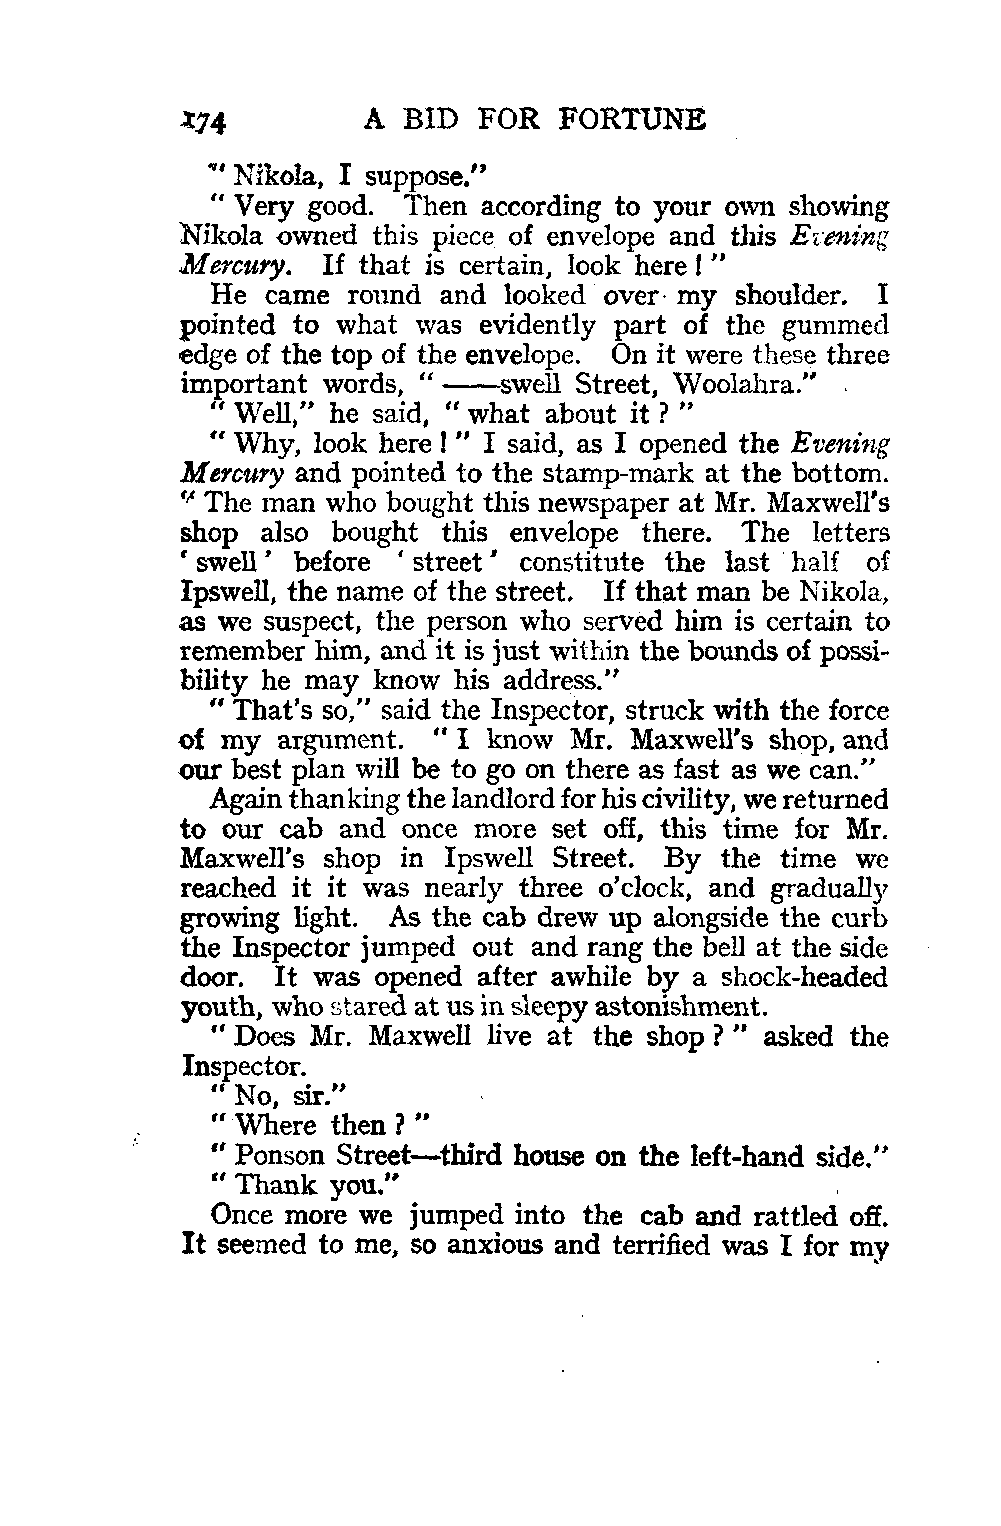 174 A BID FOR FORTUNE
"Nikola, I suppose."
"Very good. Then according to your own showing
Nikola owned this piece of envelope and this Evening
Mercury. If that is certain, look here!"
He came round and looked over my shoulder. I
pointed to what was evidently part of the gummed
edge of the top of the envelope. On it were these three
important words, "——swell Street, Woolahra."
"Well," he said, "what about it?"
"Why, look here!" I said, as I opened the Evening
Mercury and pointed to the stamp-mark at the bottom.
"The man who bought this newspaper at Mr. Maxwell's
shop also bought this envelope there. The letters
'swell' before 'street' constitute the last half of
Ipswell, the name of the street. If that man be Nikola,
as we suspect, the person who served him is certain to
remember him, and it is just within the bounds of possi-
bility he may know his address."
"That's so," said the Inspector, struck with the force
of my argument. "I know Mr. Maxwell's shop, and
our best plan will be to go on there as fast as we can."
Again thanking the landlord for his civility, we returned
to our cab and once more set off, this time for Mr.
Maxwell's shop in Ipswell Street. By the time we
reached it it was nearly three o'clock, and gradually
growing light. As the cab drew up alongside the curb
the Inspector jumped out and rang the bell at the side
door. It was opened after awhile by a shock-headed
youth, who stared at us in sleepy astonishment.
"Does Mr. Maxwell live at the shop?" asked the
Inspector.
"No, sir."
"Where then?"
"Ponson Street—third house on the left-hand side."
"Thank you."
Once more we jumped into the cab and rattled off.
It seemed to me, so anxious and terrified was I for my